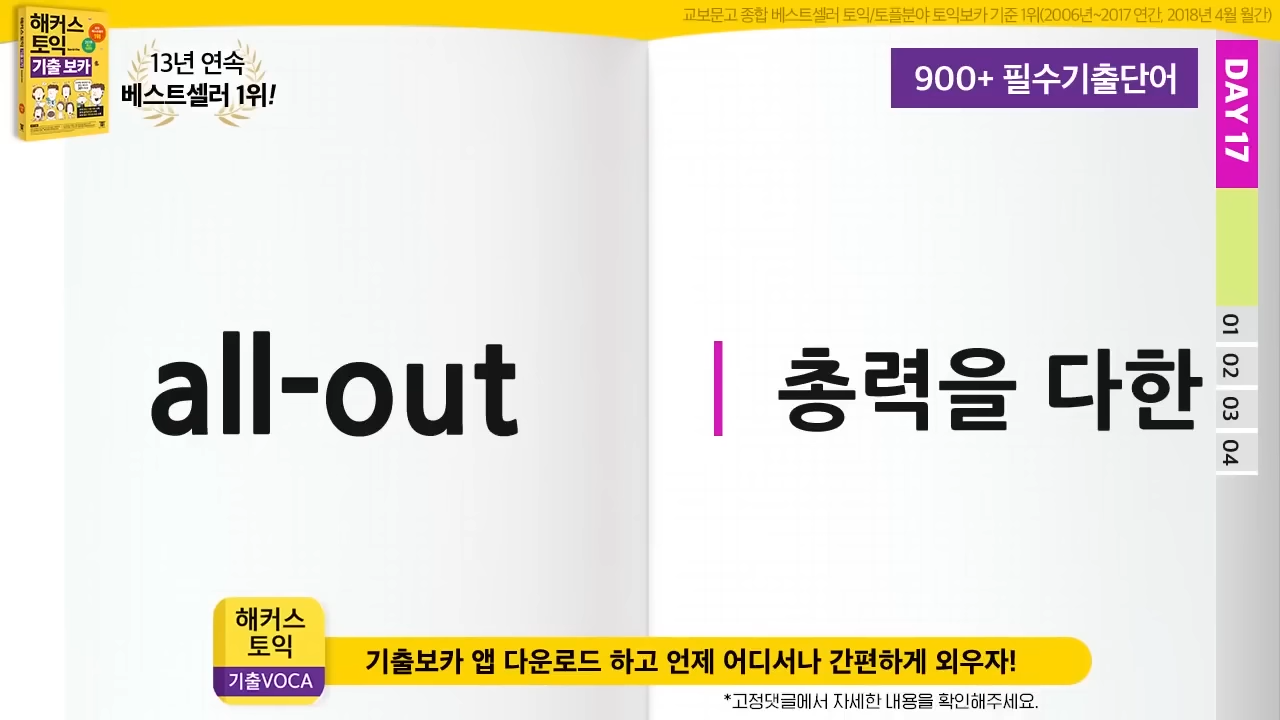 교보문고 종합 베스트셀러 토익/토플분야 토익보카 기준 1위(2006년~2017 연간, 2018년 4월 월간)
해커스
토익
기출 보카
13년 연속
베스트셀러 1위!
900+ 필수기출단어
DAY 17
01
02
03
04
all-out
총력을 다한
해커스
토익
기출VOCA
기출보카 앱 다운로드 하고 언제 어디서나 간편하게 외우자!
*고정댓글에서 자세한 내용을 확인해주세요.